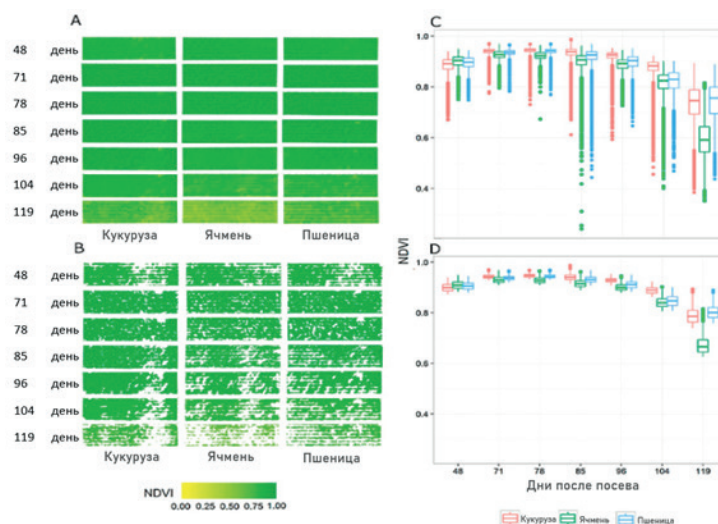 A
48 день
71 день
78 день
85 день
96 день
104 день
119 день
Кукуруза Ячмень Пшеница
B
48 день
71 день
78 день
85 день
96 день
104 день
119 день
Кукуруза Ячмень Пшеница
NDVI
0,00 0,25 0,50 0,75 1.00
C
1.0
0.8
0.6
0.4
NDVI
D
1.0
0.8
0.6
0.4
48 71 78 85 96 104 119
Дни после посева
Кукуруза Ячмень Пшеница